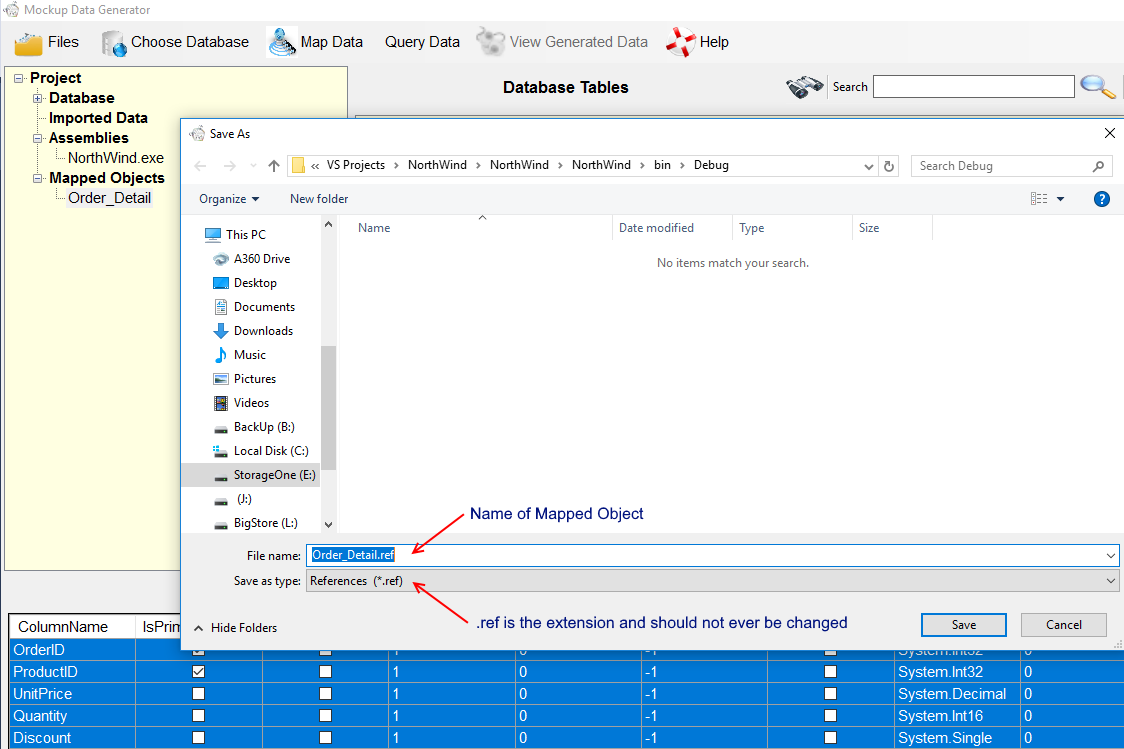 Mockup Data Generator
Files Choose Database Map Data Query Data View Generated Data Help
Project
Database
Imported Data
Assemblies
NorthWind.exe
Mapped Objects
Order_Detail
Database Tables
Search
Save As
« VS Projects > NorthWind > NorthWind > NorthWind > bin > Debug
Search Debug
Organize New folder
?
This PC
A360 Drive
Desktop
Documents
Downloads
Music
Pictures
Videos
BackUp (B:)
Local Disk (C:)
StorageOne (E:)
(J:)
BigStore (L:)
Name Date modified Type Size
No items match your search.
Name of Mapped Object
File name: Order_Detail.ref
Save as type: References (*.ref)
.ref is the extension and should not ever be changed
Hide Folders
Save Cancel
ColumnName IsPrim
OrderID 1 0 -1 System.Int32 0
ProductID 1 0 -1 System.Int32 0
UnitPrice 1 0 -1 System.Decimal 0
Quantity 1 0 -1 System.Int16 0
Discount 1 0 -1 System.Single 0